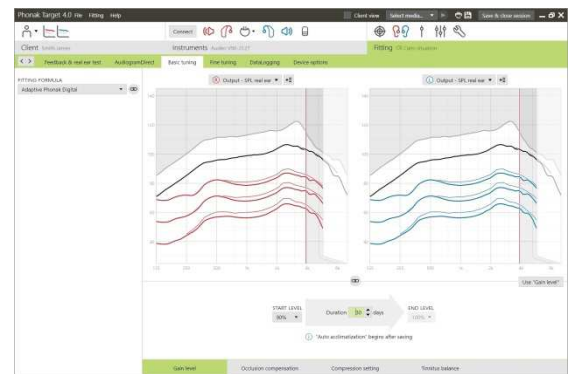 Phonak Target 4.0 File Fitting Help
Client view Select media... Save & close session
Connect
Client Smith James
Instruments
Fitting
Feedback & real ear test AudiogramDirect Basic tuning Fine tuning DataLogging Device options
FITTING FORMULA
Adaptive Phonak Digital
R Output - SPL real ear
L Output - SPL real ear
Use "Gain level"
START LEVEL
80%
Duration 30 days
END LEVEL
100%
"Auto acclimatization" begins after saving
Gain level Occlusion compensation Compression setting Tinnitus balance